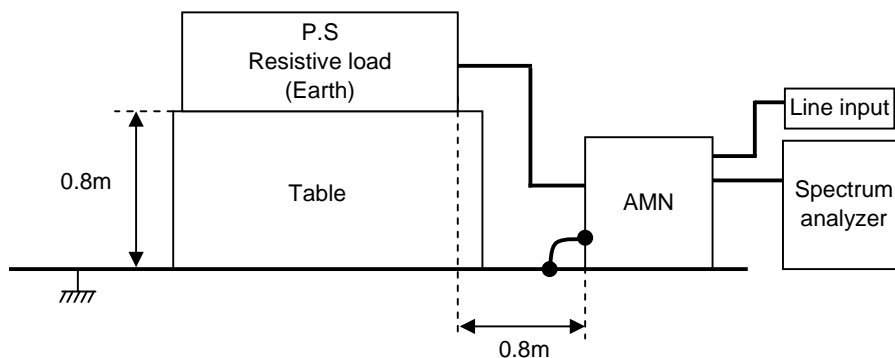 P.S
Resistive load
(Earth)
Line input
0.8m
Table
AMN
Spectrum
analyzer
0.8m